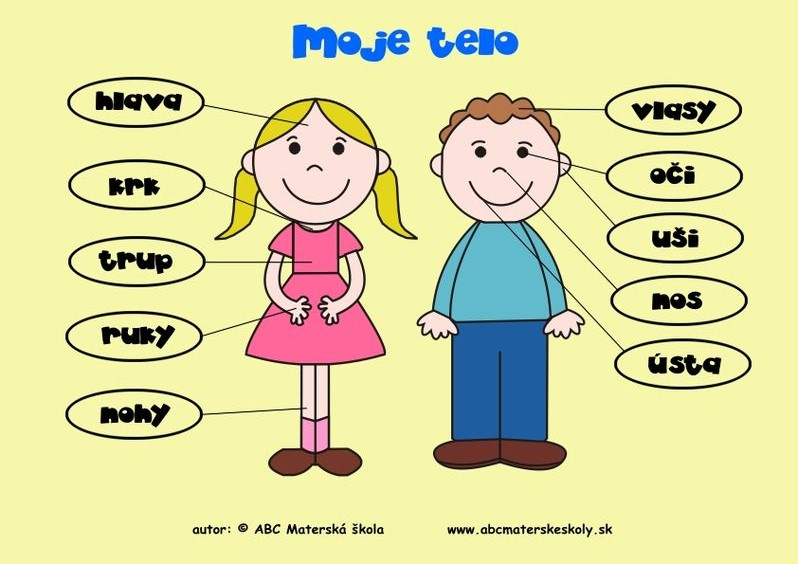 Moje telo
hlava
krk
trup
ruky
nohy
vlasy
oči
uši
nos
ústa
autor: © ABC Materská škola
www.abcmaterskeskoly.sk